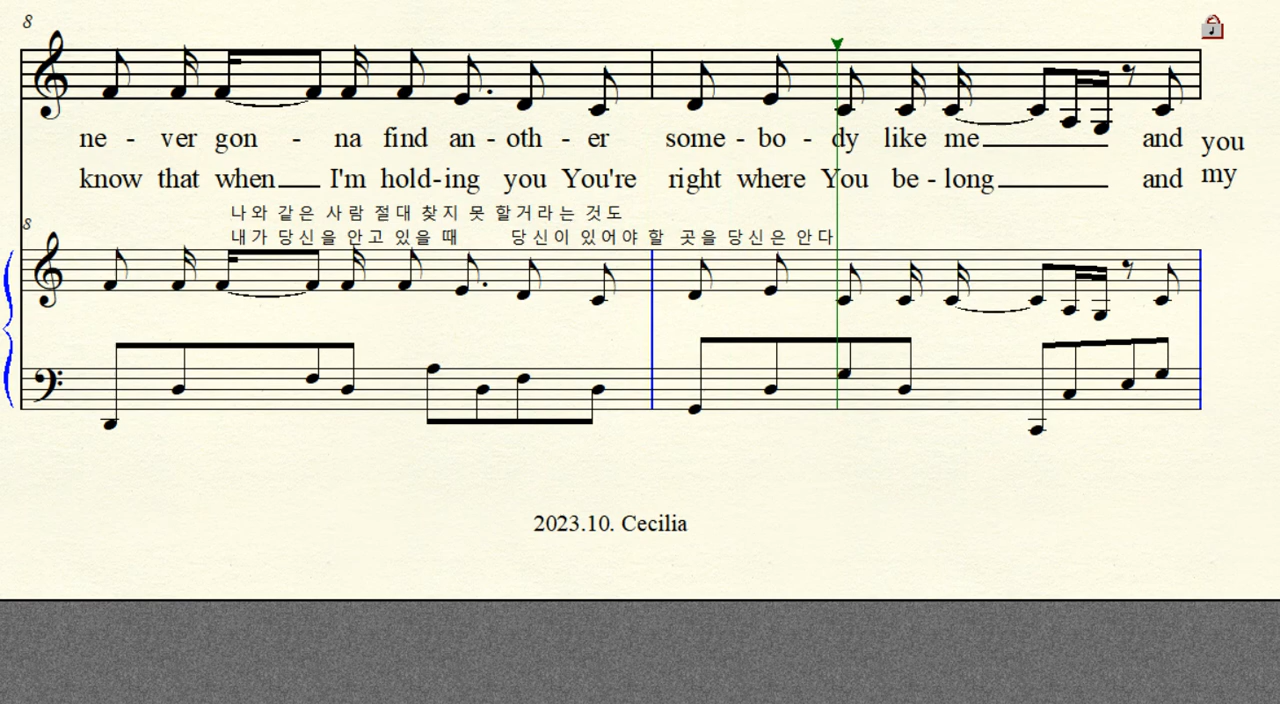 8
ne - ver gon - na find an - oth - er some - bo - dy like me and you
know that when I'm hold-ing you You're right where You be - long and my
나와 같은 사람 절대 찾지 못 할거라는 것도
8
내가 당신을 안고 있을 때 당신이 있어야 할 곳을 당신은 안다
2023.10. Cecilia